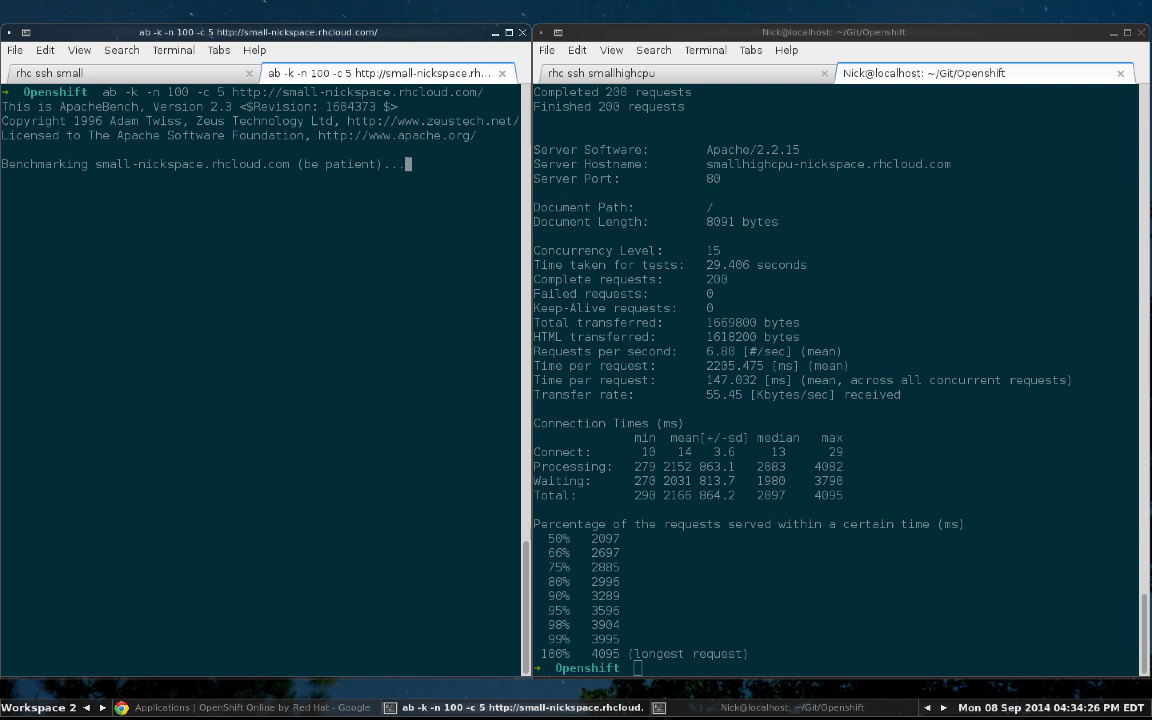 ab -k -n 100 -c 5 http://small-nickspace.rhcloud.com/
File Edit View Search Terminal Tabs Help
rhc ssh small
ab -k -n 100 -c 5 http://small-nickspace.rh...
→ Openshift ab -k -n 100 -c 5 http://small-nickspace.rhcloud.com/
This is ApacheBench, Version 2.3 <$Revision: 1604373 $>
Copyright 1996 Adam Twiss, Zeus Technology Ltd, http://www.zeustech.net/
Licensed to The Apache Software Foundation, http://www.apache.org/
Benchmarking small-nickspace.rhcloud.com (be patient)...
Nick@localhost: ~/Git/Openshift
File Edit View Search Terminal Tabs Help
rhc ssh smallhighcpu
Nick@localhost: ~/Git/Openshift
Completed 200 requests
Finished 200 requests
Server Software: Apache/2.2.15
Server Hostname: smallhighcpu-nickspace.rhcloud.com
Server Port: 80
Document Path: /
Document Length: 8091 bytes
Concurrency Level: 15
Time taken for tests: 29.406 seconds
Complete requests: 200
Failed requests: 0
Keep-Alive requests: 0
Total transferred: 1669800 bytes
HTML transferred: 1618200 bytes
Requests per second: 6.80 [#/sec] (mean)
Time per request: 2205.475 [ms] (mean)
Time per request: 147.032 [ms] (mean, across all concurrent requests)
Transfer rate: 55.45 [Kbytes/sec] received
Connection Times (ms)
min mean[+/-sd] median max
Connect: 10 14 3.6 13 29
Processing: 279 2152 863.1 2083 4082
Waiting: 270 2031 813.7 1980 3790
Total: 290 2166 864.2 2097 4095
Percentage of the requests served within a certain time (ms)
50% 2097
66% 2697
75% 2885
80% 2996
90% 3289
95% 3596
98% 3904
99% 3995
100% 4095 (longest request)
→ Openshift
Workspace 2
Applications | OpenShift Online by Red Hat - Google
ab -k -n 100 -c 5 http://small-nickspace.rhcloud.
Nick@localhost: ~/Git/Openshift
Mon 08 Sep 2014 04:34:26 PM EDT